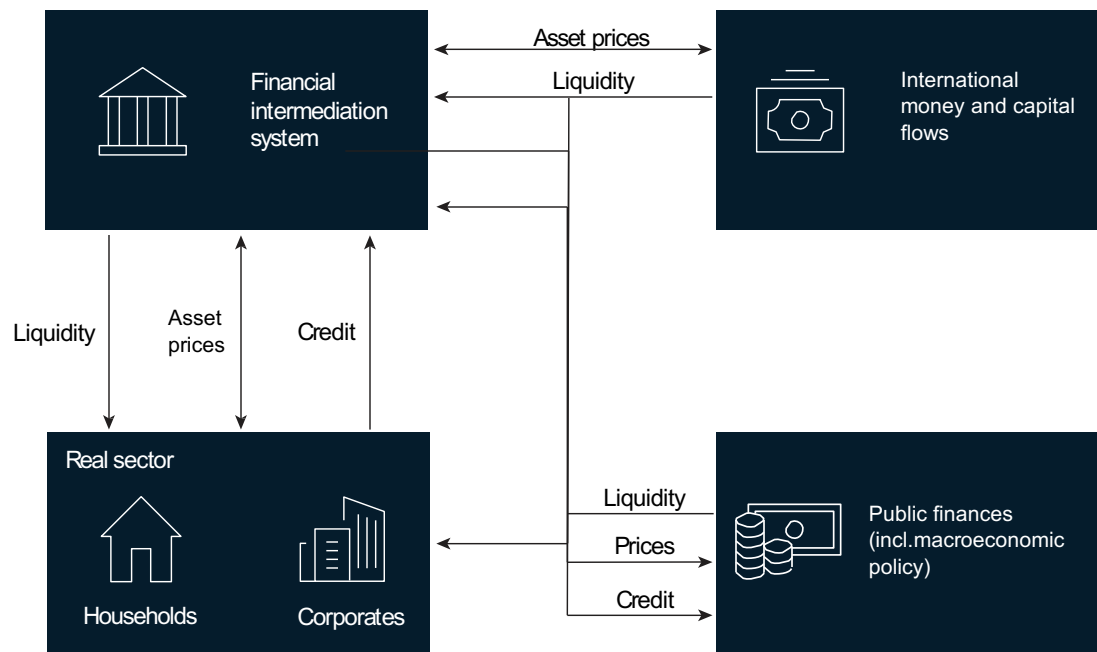 Financial
intermediation
system
Asset prices
Liquidity
International
money and capital
flows
Liquidity
Asset
prices
Credit
Real sector
Households
Corporates
Liquidity
Prices
Credit
Public finances
(incl.macroeconomic
policy)